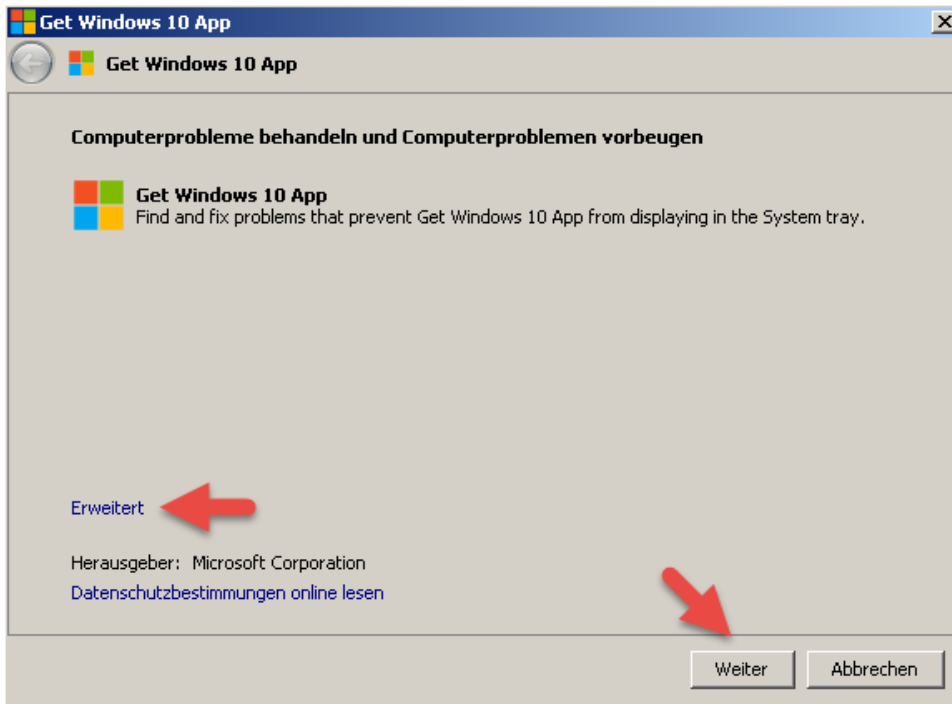 Get Windows 10 App
Get Windows 10 App
Computerprobleme behandeln und Computerproblemen vorbeugen
Get Windows 10 App
Find and fix problems that prevent Get Windows 10 App from displaying in the System tray.
Erweitert
Herausgeber: Microsoft Corporation
Datenschutzbestimmungen online lesen
Weiter Abbrechen